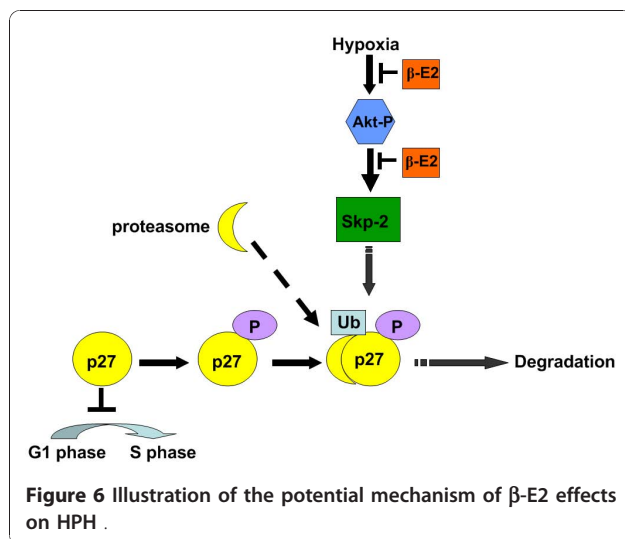 Hypoxia
β-E2
Akt-P
β-E2
Skp-2
proteasome
Ub
P
P
p27
p27
p27
Degradation
G1 phase
S phase
Figure 6 Illustration of the potential mechanism of β-E2 effects
on HPH .